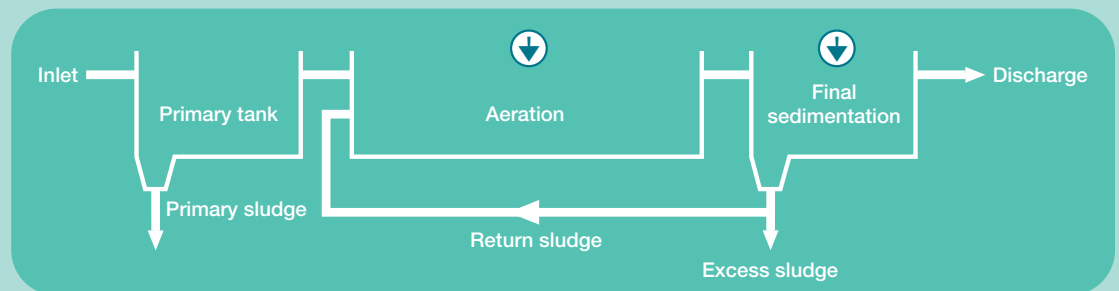 Inlet
Primary tank
Aeration
Final
sedimentation
Discharge
Primary sludge
Return sludge
Excess sludge